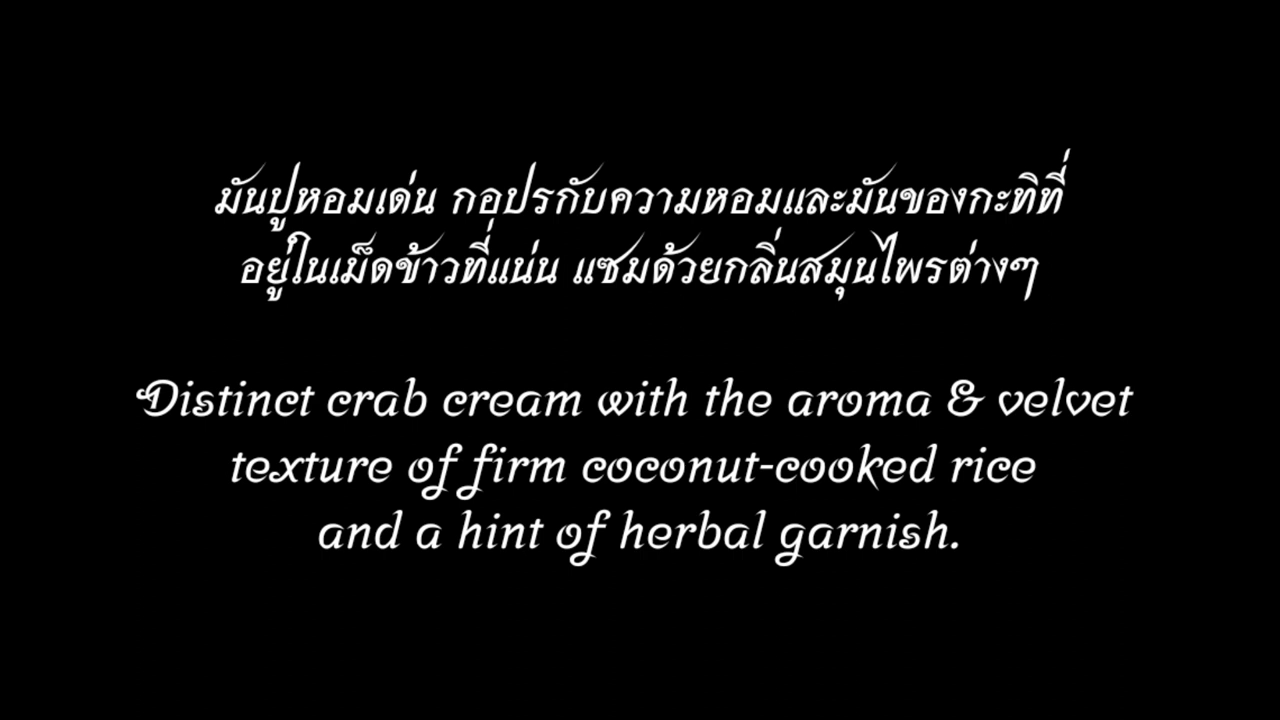 มันปูหอมเด่น กอปรกับความหอมและมันของกะทิที่
อยู่ในเม็ดข้าวที่แน่น แซมด้วยกลิ่นสมุนไพรต่างๆ
Distinct crab cream with the aroma & velvet
texture of firm coconut-cooked rice
and a hint of herbal garnish.